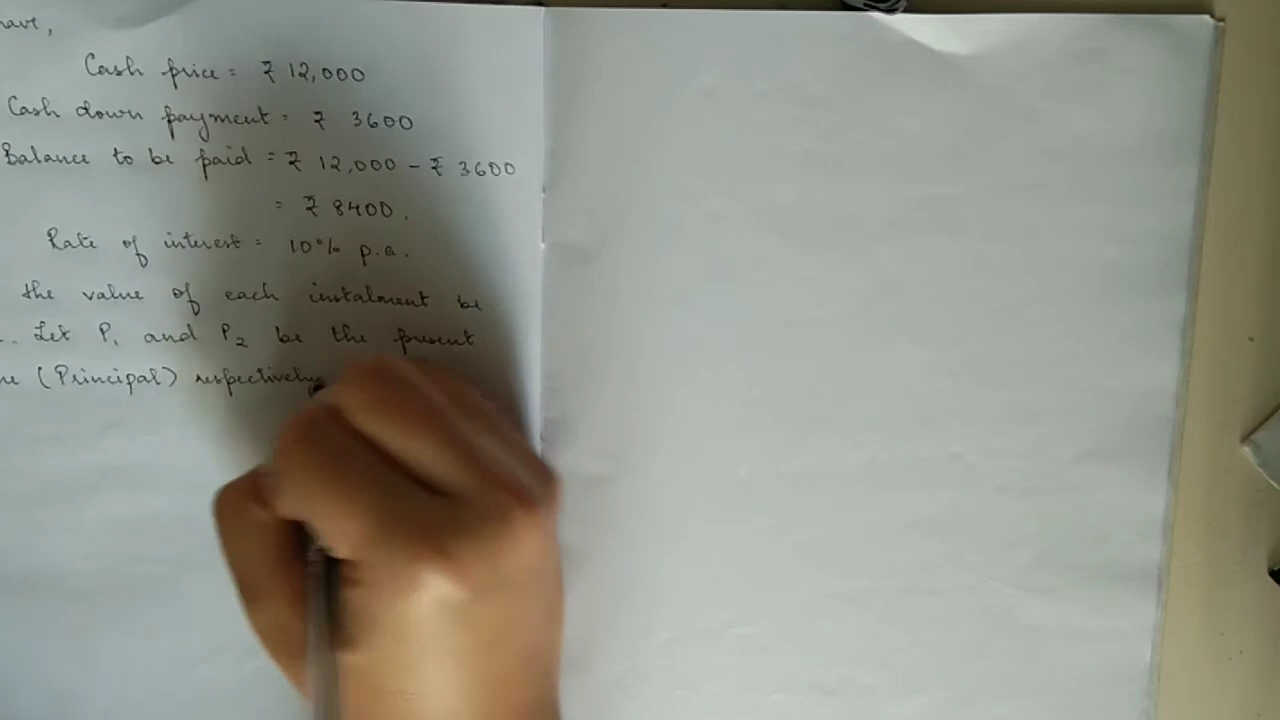 have,
Cash price = ₹ 12,000
Cash down payment = ₹ 3600
Balance to be paid = ₹ 12,000 - ₹ 3600
= ₹ 8400.
Rate of interest = 10% p.a.
the value of each instalment be
Let P1 and P2 be the present
(Principal) respectively